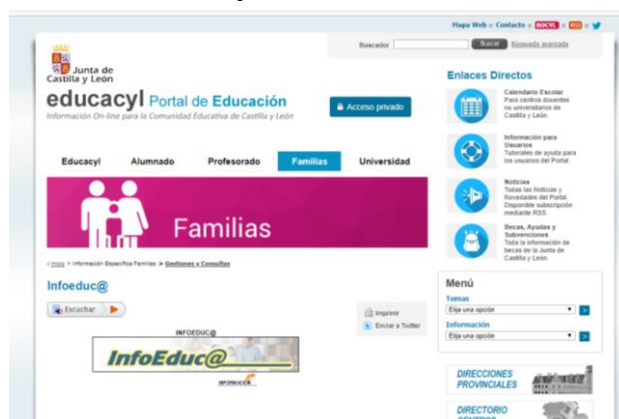 Mapa Web :: Contacto :: BOCYL :: RSS ::
Buscador
Buscar
Búsqueda avanzada
Junta de
Castilla y León
educacyl Portal de Educación
Información On-line para la Comunidad Educativa de Castilla y León
Acceso privado
Educacyl Alumnado Profesorado Familias Universidad
Familias
Inicio > Información Específica Familias > Gestiones y Consultas
Infoeduc@
Escuchar
Imprimir
Enviar a Twitter
INFOEDUC@
InfoEduc@
INFORMACIÓN
Enlaces Directos
Calendario Escolar
Para centros docentes
no universitarios de
Castilla y León
Información para
Usuarios
Tutoriales de ayuda para
los usuarios del Portal
Noticias
Todas las Noticias y
Novedades del Portal
Disponible subscripción
mediante RSS.
Becas, Ayudas y
Subvenciones
Toda la información de
becas de la Junta de
Castilla y León
Menú
Temas
Elija una opción
>
Información
Elija una opción
>
DIRECCIONES
PROVINCIALES
DIRECTORIO